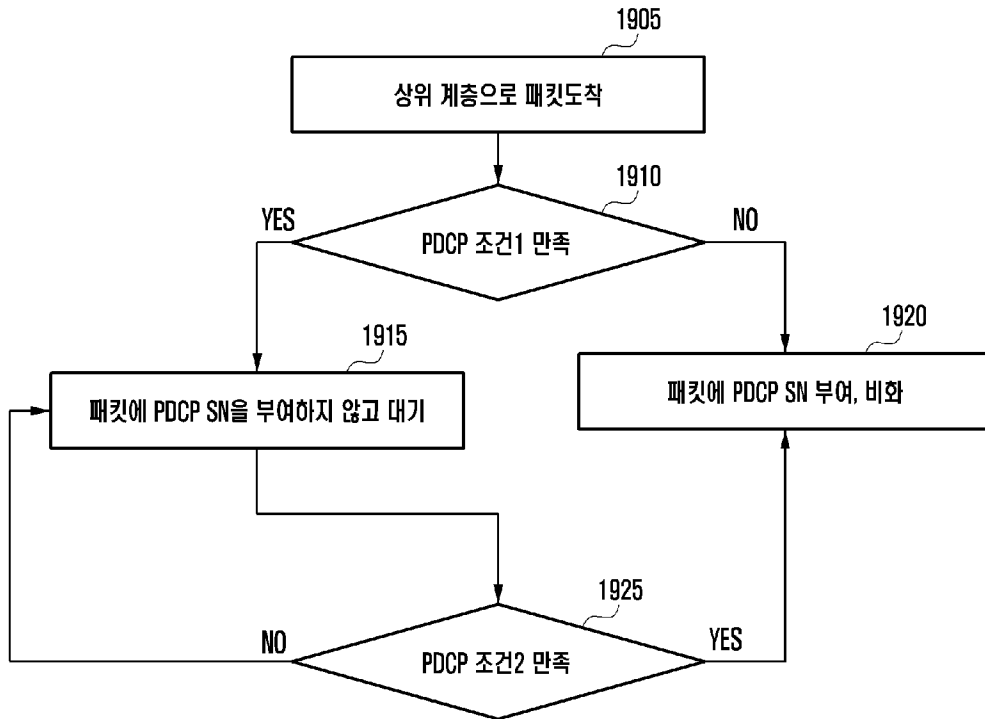 1905
상위 계층으로 패킷도착
1910
YES
PDCP 조건1 만족
NO
1915
1920
패킷에 PDCP SN을 부여하지 않고 대기
패킷에 PDCP SN 부여, 비화
1925
NO
PDCP 조건2 만족
YES